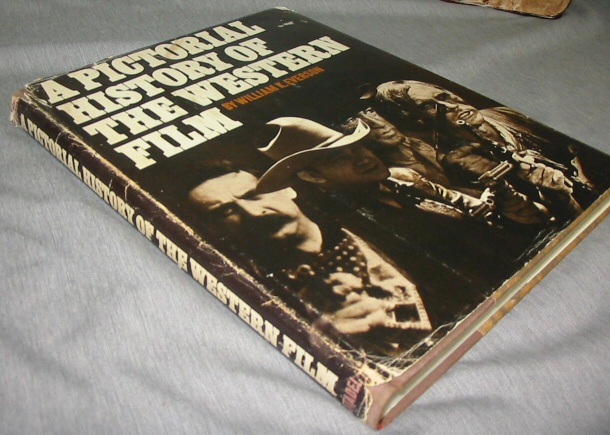 A PICTORIAL
HISTORY OF
THE WESTERN
FILM
BY WILLIAM K. EVERSON
A PICTORIAL HISTORY OF THE WESTERN FILM